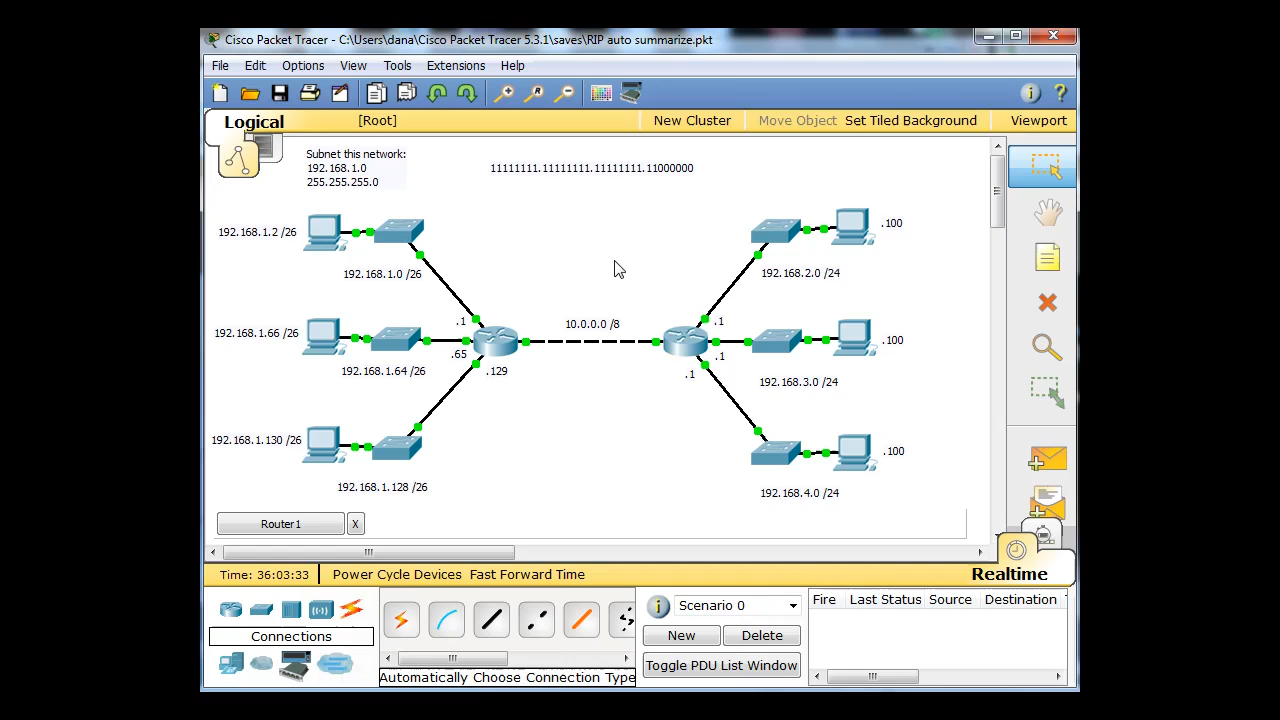 Cisco Packet Tracer - C:\Users\dana\Cisco Packet Tracer 5.3.1\saves\RIP auto summarize.pkt
File Edit Options View Tools Extensions Help
Logical [Root] New Cluster Move Object Set Tiled Background Viewport
Subnet this network:
192.168.1.0
255.255.255.0
11111111.11111111.11111111.11000000
192.168.1.2 /26
.100
192.168.1.0 /26
192.168.2.0 /24
.1
10.0.0.0 /8
.1
192.168.1.66 /26
.100
.65
.1
192.168.1.64 /26
.129
.1
192.168.3.0 /24
192.168.1.130 /26
.100
192.168.1.128 /26
192.168.4.0 /24
Router1 X
Time: 36:03:33 Power Cycle Devices Fast Forward Time Realtime
Scenario 0
Fire Last Status Source Destination
Connections
New Delete
Toggle PDU List Window
Automatically Choose Connection Type